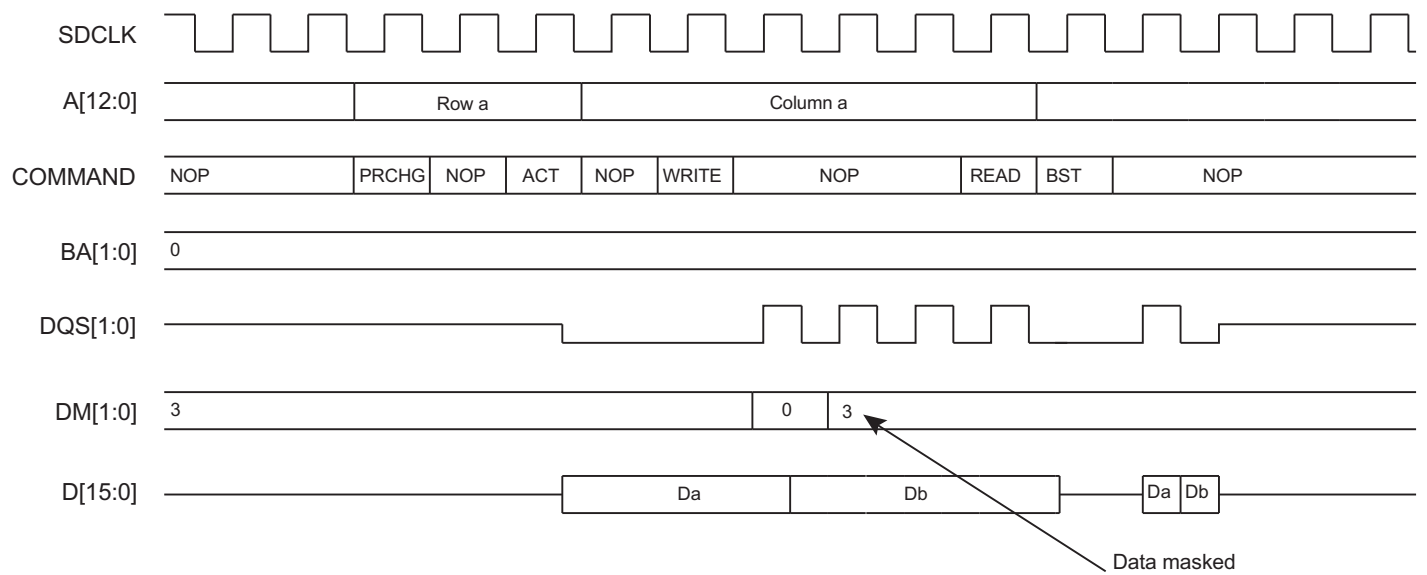 SDCLK
A[12:0] Row a Column a
COMMAND NOP PRCHG NOP ACT NOP WRITE NOP READ BST NOP
BA[1:0] 0
DQS[1:0]
DM[1:0] 3 0 3
D[15:0] Da Db Da Db
Data masked